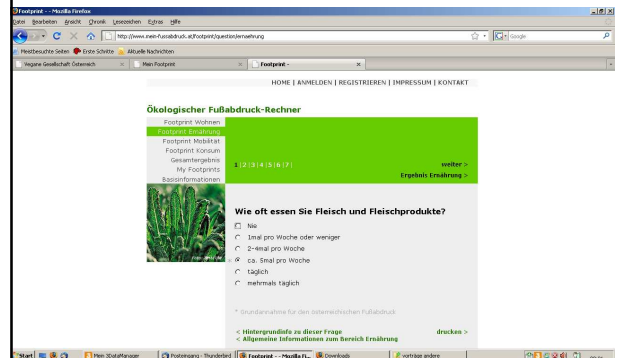 Footprint - - Mozilla Firefox
Datei Bearbeiten Ansicht Chronik Lesezeichen Extras Hilfe
http://www.mein-fussabdruck.at/footprint/question/ernaehrung
Google
Meistbesuchte Seiten Erste Schritte Aktuelle Nachrichten
Vegane Gesellschaft Österreich Mein Footprint Footprint -
HOME | ANMELDEN | REGISTRIEREN | IMPRESSUM | KONTAKT
Ökologischer Fußabdruck-Rechner
Footprint Wohnen
Footprint Ernährung
Footprint Mobilität
Footprint Konsum
Gesamtergebnis
My Footprints
Basisinformationen
1 |2 |3 |4 |5 |6 |7 |
weiter >
Ergebnis Ernährung >
Wie oft essen Sie Fleisch und Fleischprodukte?
Nie
1mal pro Woche oder weniger
2-4mal pro Woche
* ca. 5mal pro Woche
täglich
mehrmals täglich
* Grundannahme für den österreichischen Fußabdruck
< Hintergrundinfo zu dieser Frage
drucken >
< Allgemeine Informationen zum Bereich Ernährung
Start Mein 3DataManager Posteingang - Thunderbird Footprint - - Mozilla Fi... Downloads vorträge andere